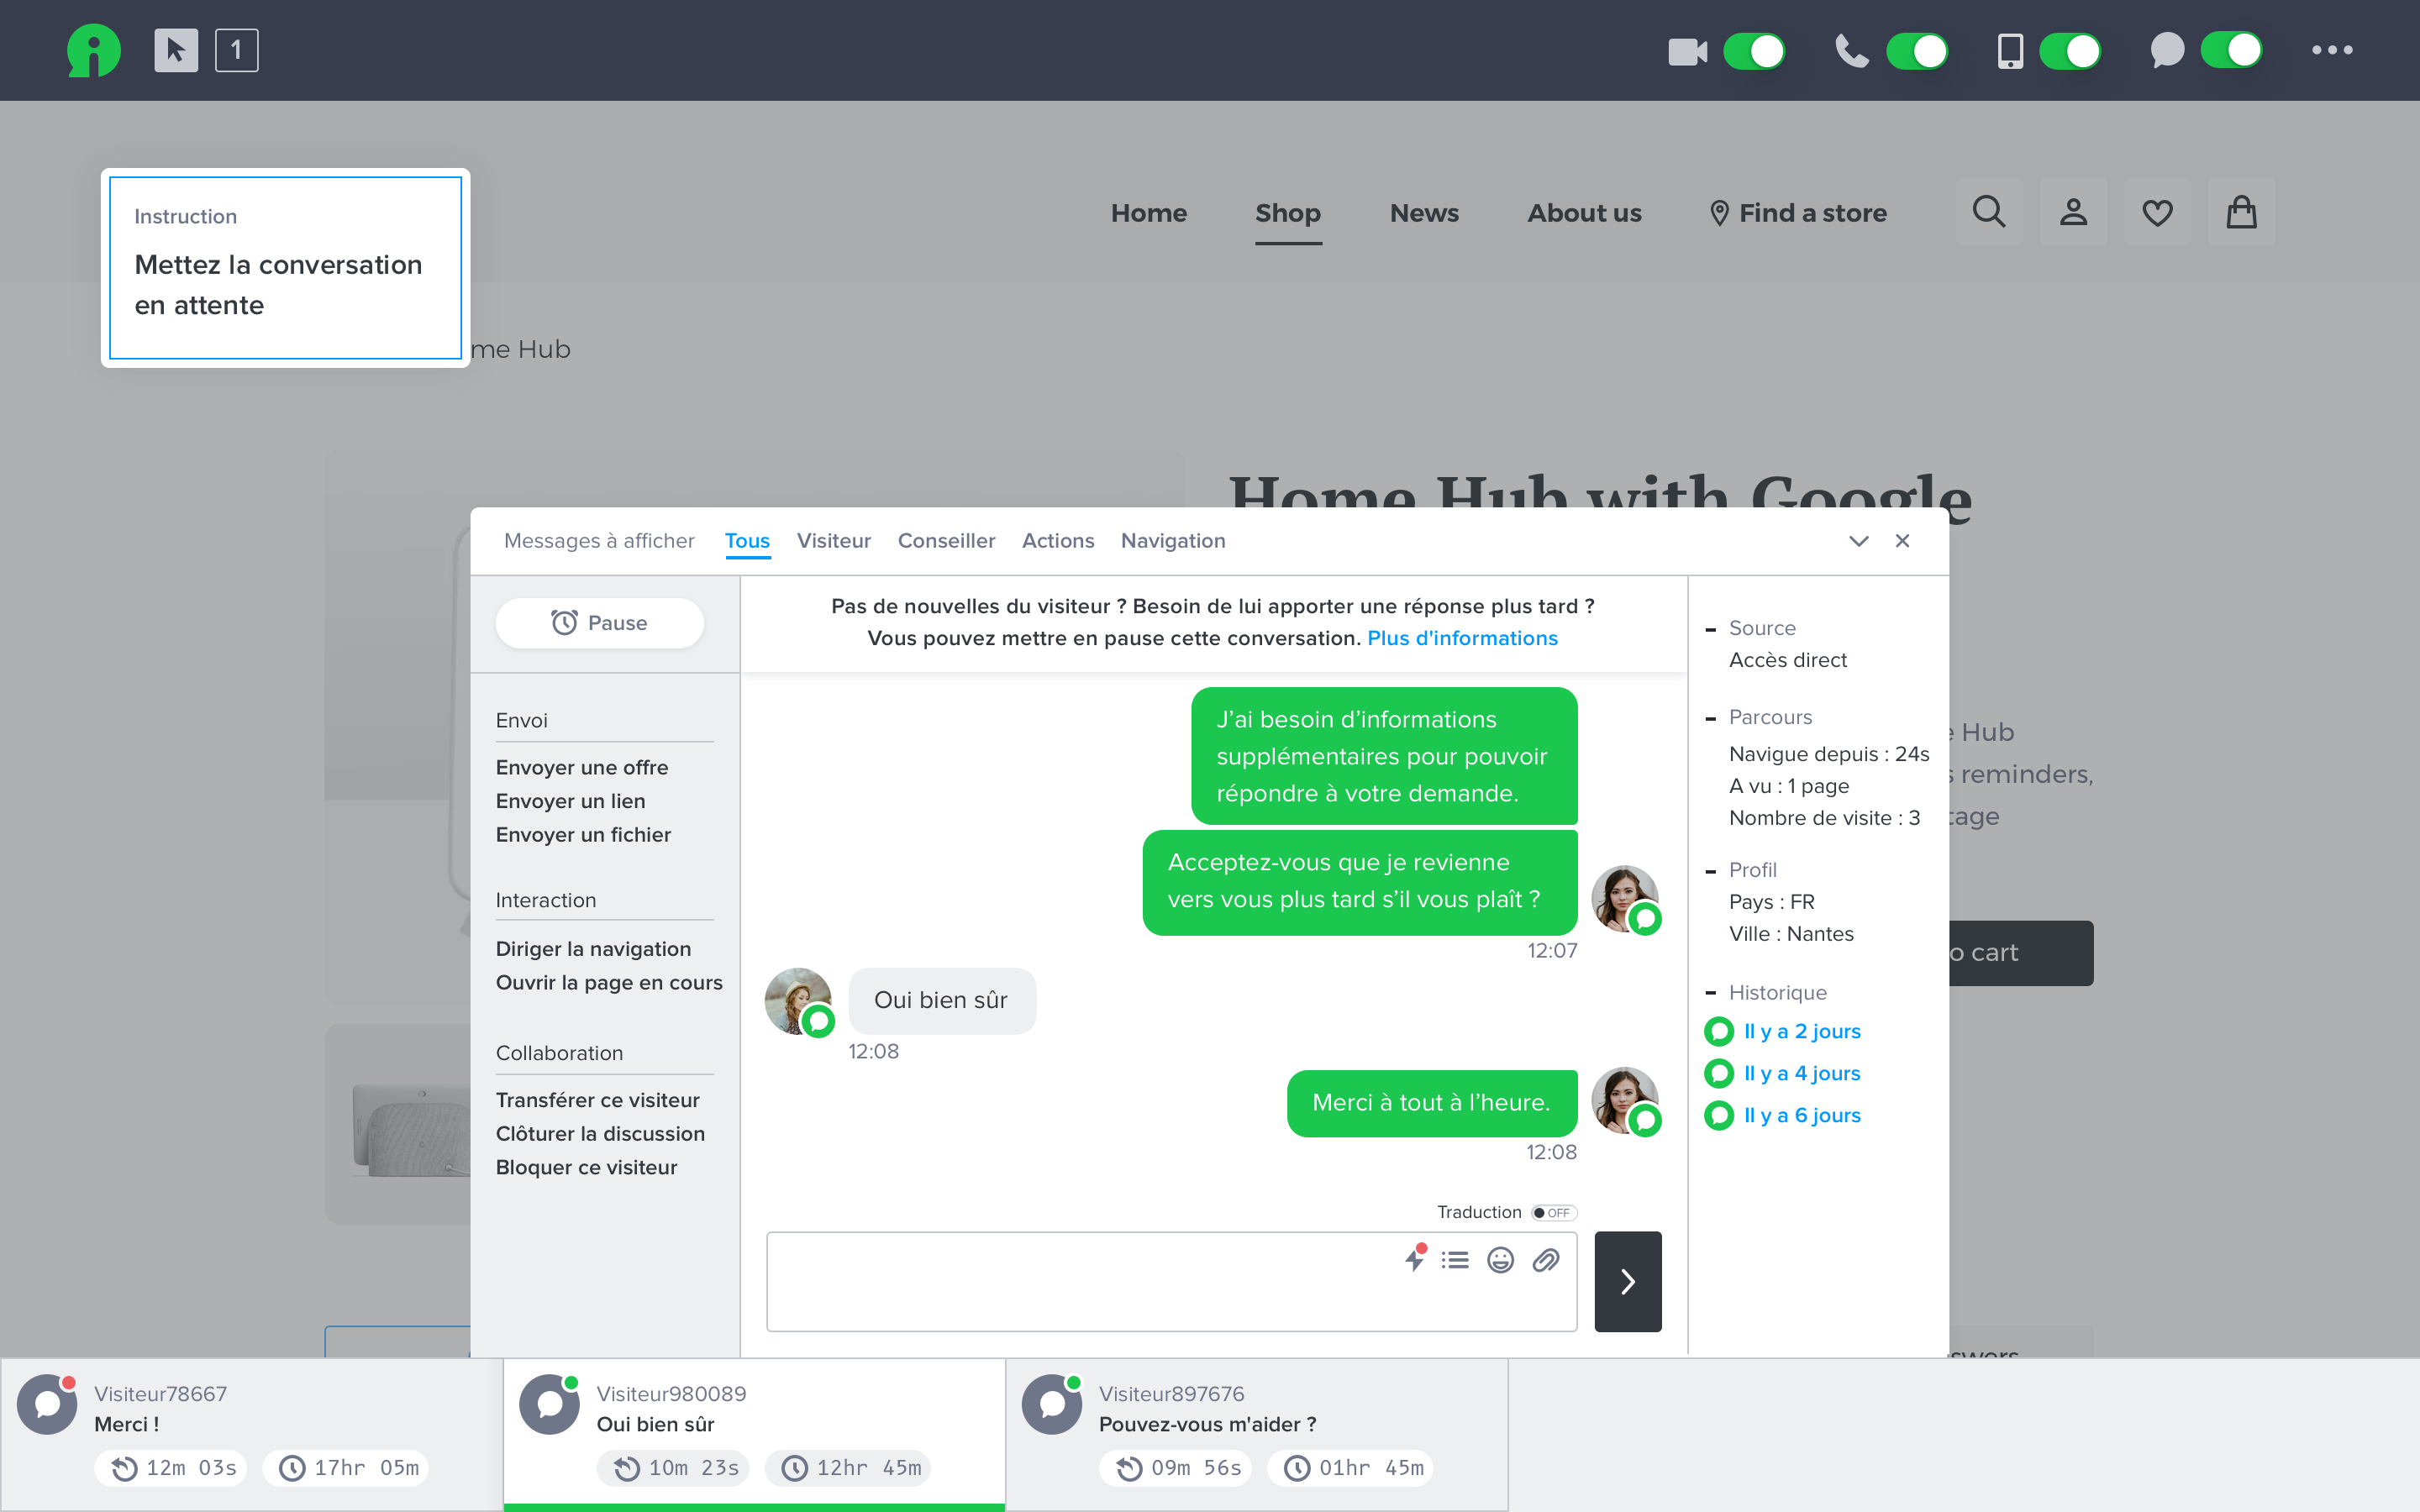 1
Home Shop News About us Find a store
Instruction
Mettez la conversation
en attente
me Hub
Home Hub with Google
Messages à afficher Tous Visiteur Conseiller Actions Navigation
Pause
Pas de nouvelles du visiteur ? Besoin de lui apporter une réponse plus tard ?
Vous pouvez mettre en pause cette conversation. Plus d'informations
Envoi
Envoyer une offre
Envoyer un lien
Envoyer un fichier
Interaction
Diriger la navigation
Ouvrir la page en cours
Collaboration
Transférer ce visiteur
Clôturer la discussion
Bloquer ce visiteur
J’ai besoin d’informations
supplémentaires pour pouvoir
répondre à votre demande.
Acceptez-vous que je revienne
vers vous plus tard s’il vous plaît ?
12:07
Oui bien sûr
12:08
Merci à tout à l’heure.
12:08
Traduction OFF
Source
Accès direct
Parcours
Navigue depuis : 24s
A vu : 1 page
Nombre de visite : 3
Profil
Pays : FR
Ville : Nantes
Historique
Il y a 2 jours
Il y a 4 jours
Il y a 6 jours
Hub
reminders,
tage
o cart
Visiteur78667
Merci !
12m 03s 17hr 05m
Visiteur980089
Oui bien sûr
10m 23s 12hr 45m
Visiteur897676
Pouvez-vous m'aider ?
09m 56s 01hr 45m